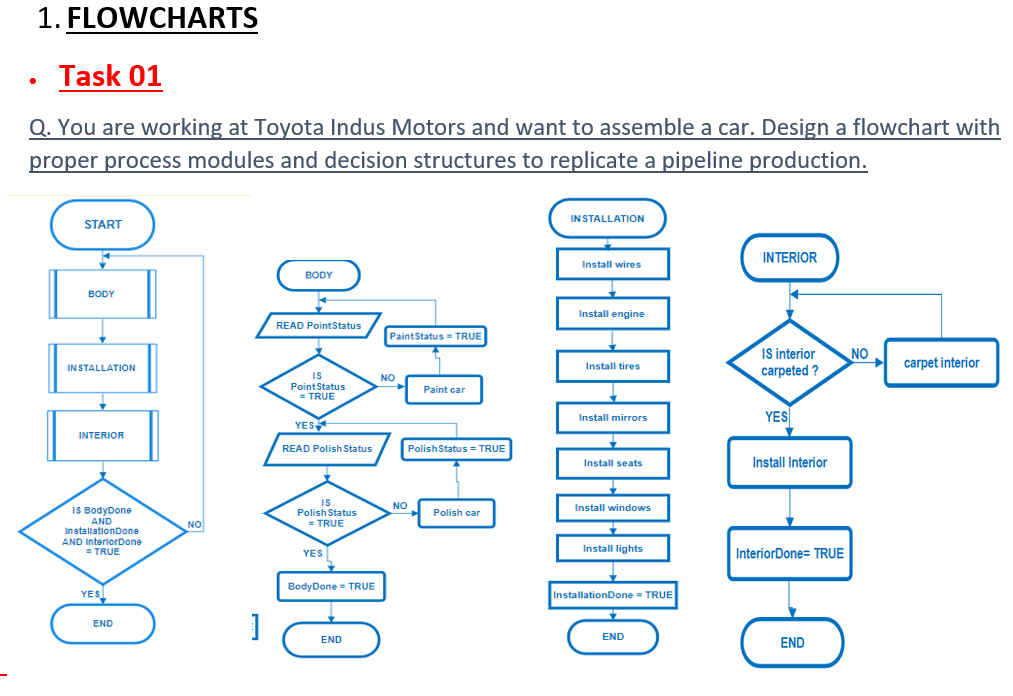 1. FLOWCHARTS
• Task 01
Q. You are working at Toyota Indus Motors and want to assemble a car. Design a flowchart with
proper process modules and decision structures to replicate a pipeline production.
START
BODY
INSTALLATION
INTERIOR
IS BodyDone
AND
InstallationDone
AND InteriorDone
= TRUE
NO
YES
END
BODY
READ PointStatus
PaintStatus = TRUE
IS
PointStatus
= TRUE
NO
Paint car
YES
READ PolishStatus
PolishStatus = TRUE
IS
PolishStatus
= TRUE
NO
Polish car
YES
BodyDone = TRUE
END
INSTALLATION
Install wires
Install engine
Install tires
Install mirrors
Install seats
Install windows
Install lights
InstallationDone = TRUE
END
INTERIOR
IS interior
carpeted ?
NO
carpet interior
YES
Install Interior
InteriorDone= TRUE
END